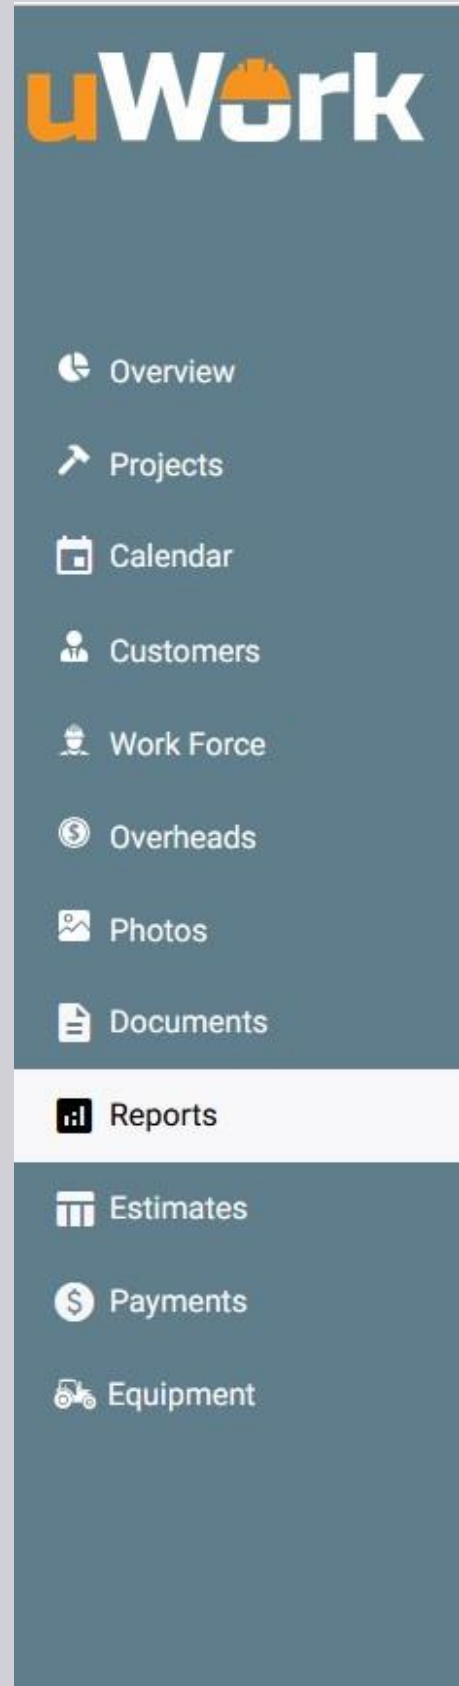 uWork
Overview
Projects
Calendar
Customers
Work Force
Overheads
Photos
Documents
Reports
Estimates
Payments
Equipment